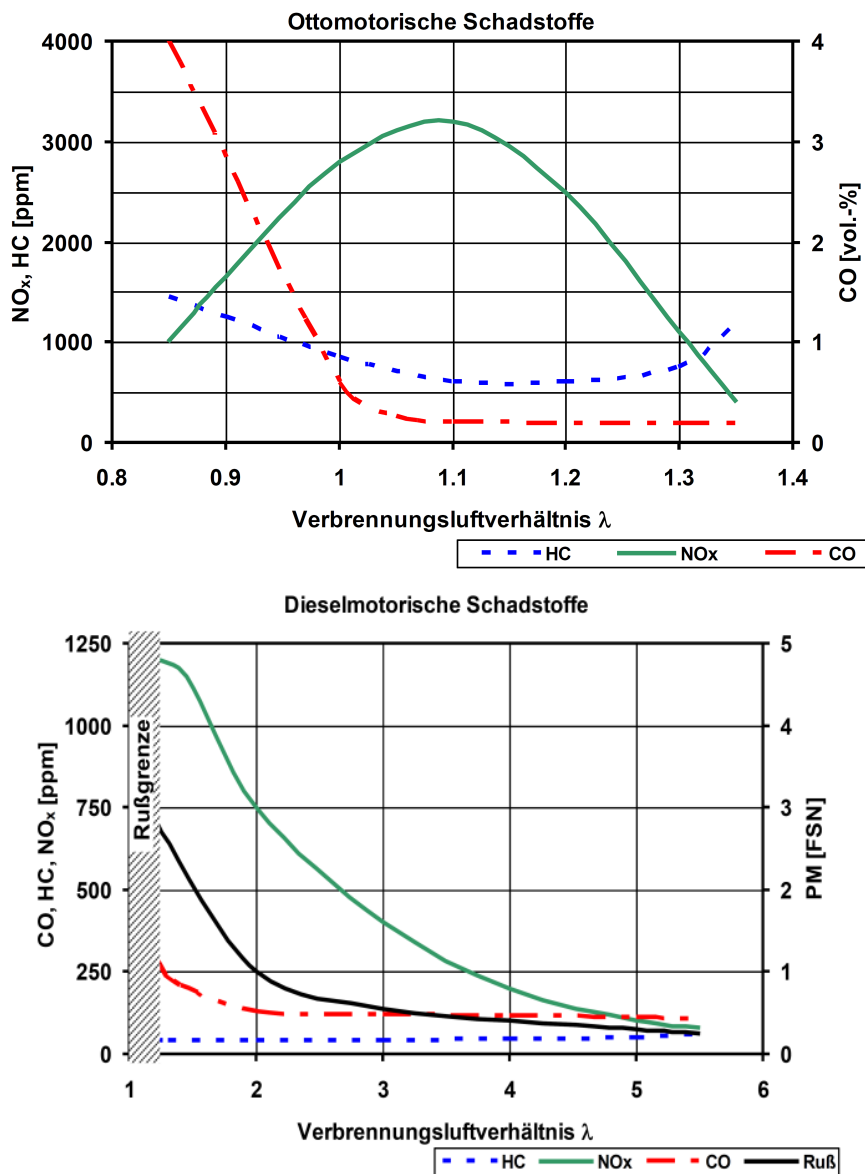 Ottomotorische Schadstoffe
4000
3000
2000
1000
0
NOₓ, HC [ppm]
4
3
2
1
0
CO [vol.-%]
0.8 0.9 1 1.1 1.2 1.3 1.4
Verbrennungsluftverhältnis λ
HC NOx CO
Dieselmotorische Schadstoffe
1250
1000
750
500
250
0
CO, HC, NOₓ [ppm]
Rußgrenze
5
4
3
2
1
0
PM [FSN]
1 2 3 4 5 6
Verbrennungsluftverhältnis λ
HC NOx CO Ruß